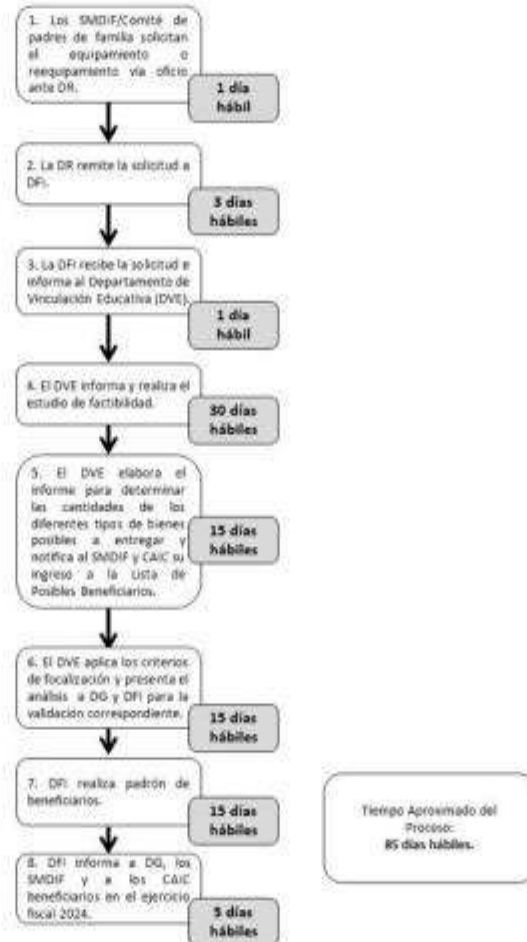 1. Los SMDIF/Comité de
padres de familia solicitan
el equipamiento o
reequipamiento vía oficio
ante DR.
1 día
hábil
2. La DR remite la solicitud a
DFI.
3 días
hábiles
3. La DFI recibe la solicitud e
informa al Departamento de
Vinculación Educativa (DVE).
1 día
hábil
4. El DVE informa y realiza el
estudio de factibilidad.
30 días
hábiles
5. El DVE elabora el
informe para determinar
las cantidades de los
diferentes tipos de bienes
posibles a entregar y
notifica al SMDIF y CAIC su
ingreso a la Lista de
Posibles Beneficiarios.
15 días
hábiles
6. El DVE aplica los criterios
de focalización y presenta el
análisis a DG y DFI para la
validación correspondiente.
15 días
hábiles
7. DFI realiza padrón de
beneficiarios.
15 días
hábiles
8. DFI informa a DG, los
SMDIF y a los CAIC
beneficiarios en el ejercicio
fiscal 2024.
5 días
hábiles
Tiempo Aproximado del
Proceso:
85 días hábiles.